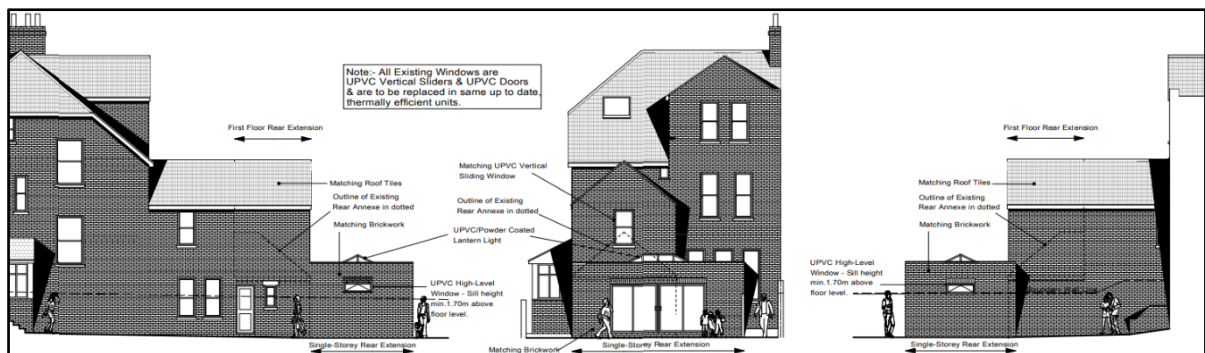 Note:- All Existing Windows are
UPVC Vertical Sliders & UPVC Doors
& are to be replaced in same up to date,
thermally efficient units.
First Floor Rear Extension
Matching Roof Tiles
Outline of Existing
Rear Annexe in dotted
Matching Brickwork
UPVC High-Level
Window - Sill height
min.1.70m above
floor level.
Single-Storey Rear Extension
Matching UPVC Vertical
Sliding Window
Outline of Existing
Rear Annexe in dotted
UPVC/Powder Coated
Lantern Light
Matching Brickwork
Single-Storey Rear Extension
First Floor Rear Extension
Matching Roof Tiles
Outline of Existing
Rear Annexe in dotted
Matching Brickwork
UPVC High-Level
Window - Sill height
min.1.70m above
floor level.
Single-Storey Rear Extension